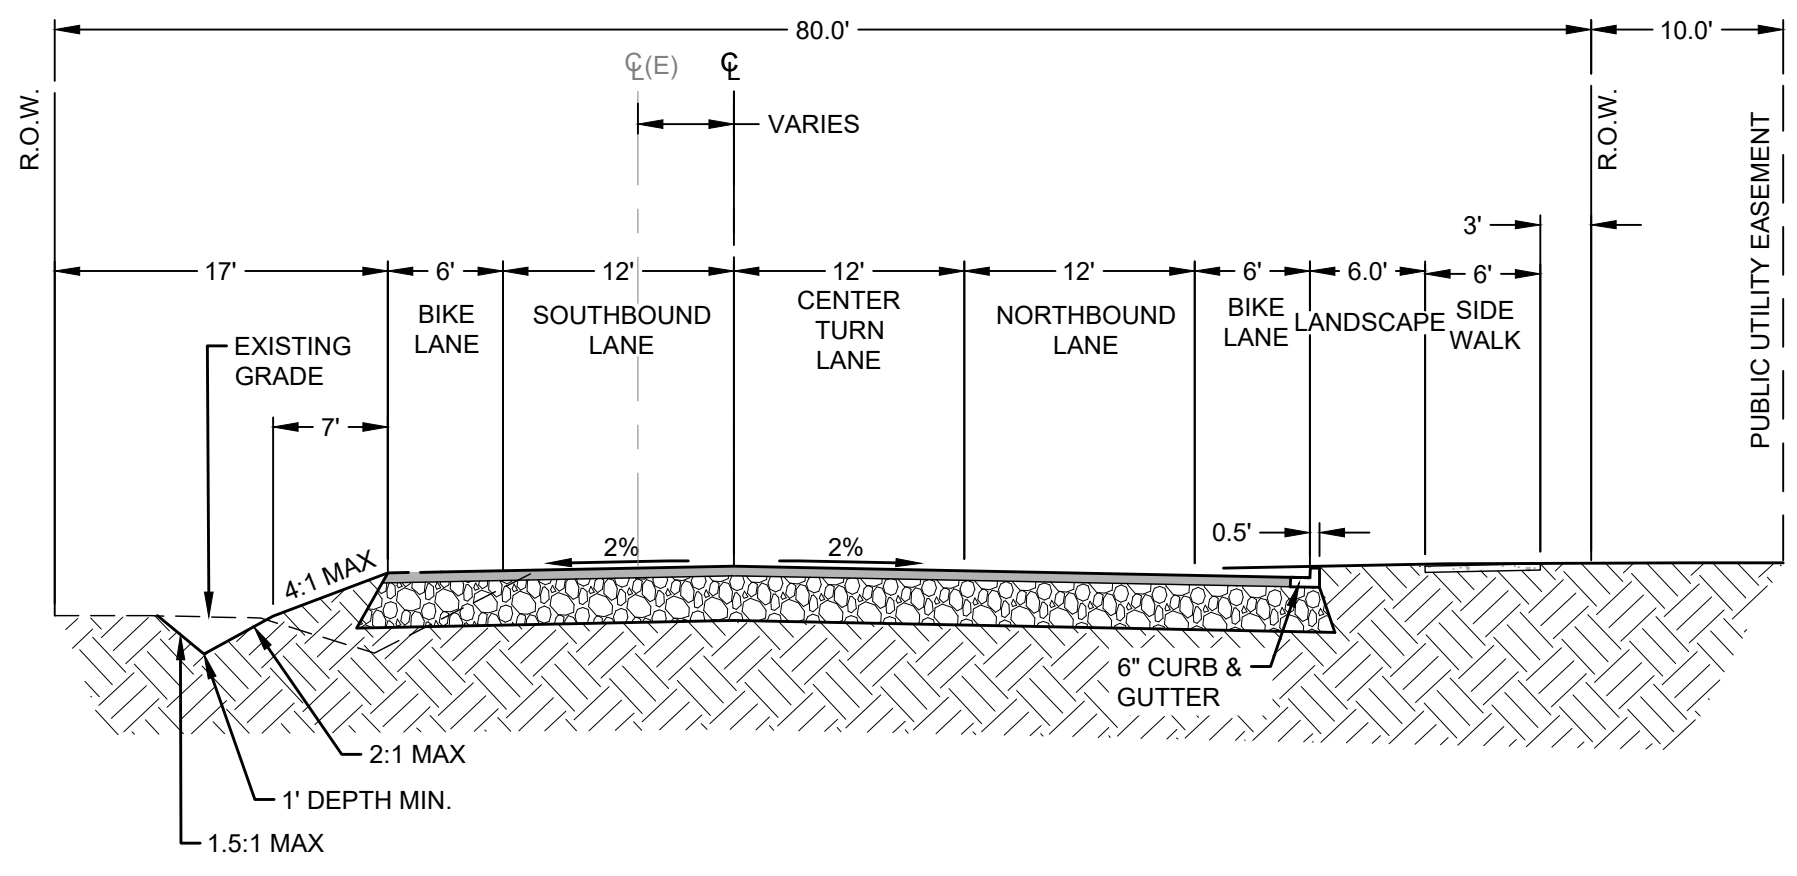 80.0'
10.0'
℄(E)
℄
VARIES
R.O.W.
R.O.W.
PUBLIC UTILITY EASEMENT
3'
17'
6'
12'
12'
12'
6'
6.0'
6'
BIKE
LANE
SOUTHBOUND
LANE
CENTER
TURN
LANE
NORTHBOUND
LANE
BIKE
LANE
LANDSCAPE
SIDE
WALK
EXISTING
GRADE
7'
4:1 MAX
2%
2%
0.5'
6" CURB &
GUTTER
2:1 MAX
1' DEPTH MIN.
1.5:1 MAX